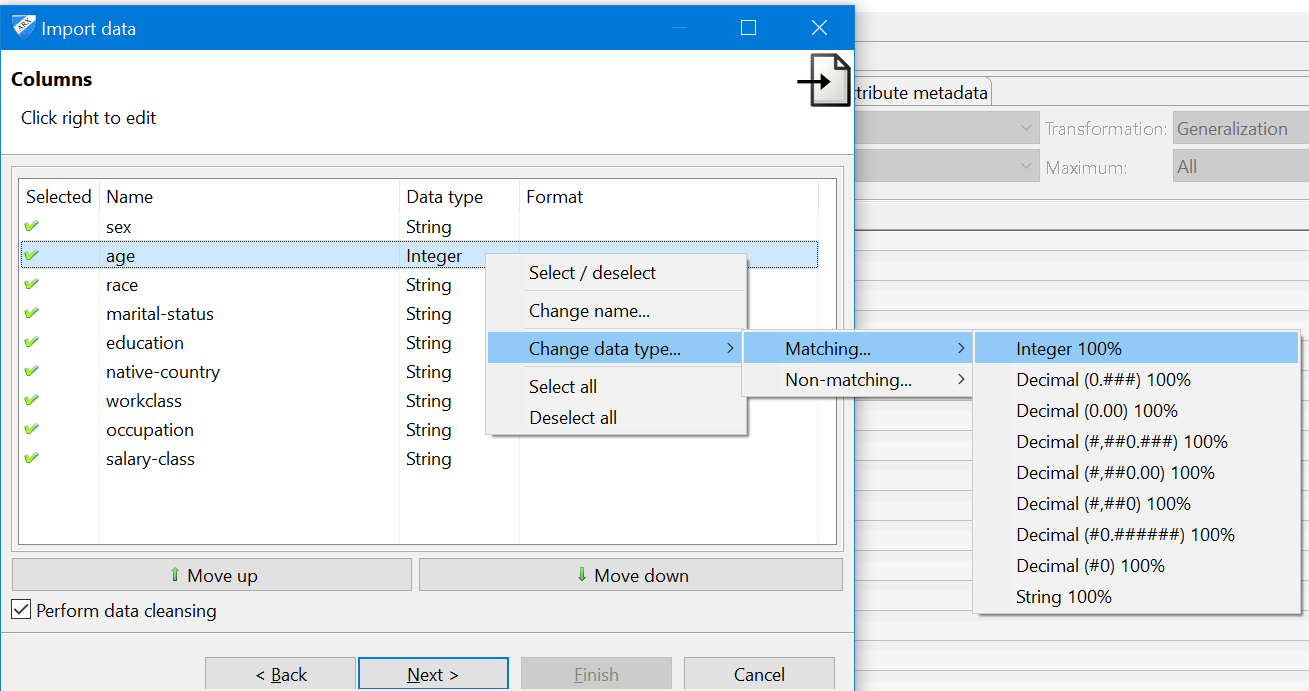 ARX Import data
Columns
Click right to edit
Selected Name Data type Format
sex String
age Integer
race String
marital-status String
education String
native-country String
workclass String
occupation String
salary-class String
Select / deselect
Change name...
Change data type...
Select all
Deselect all
Matching...
Non-matching...
Integer 100%
Decimal (0.###) 100%
Decimal (0.00) 100%
Decimal (#,##0.###) 100%
Decimal (#,##0.00) 100%
Decimal (#,##0) 100%
Decimal (#0.######) 100%
Decimal (#0) 100%
String 100%
Move up Move down
Perform data cleansing
< Back Next > Finish Cancel
ttribute metadata
Transformation: Generalization
Maximum: All